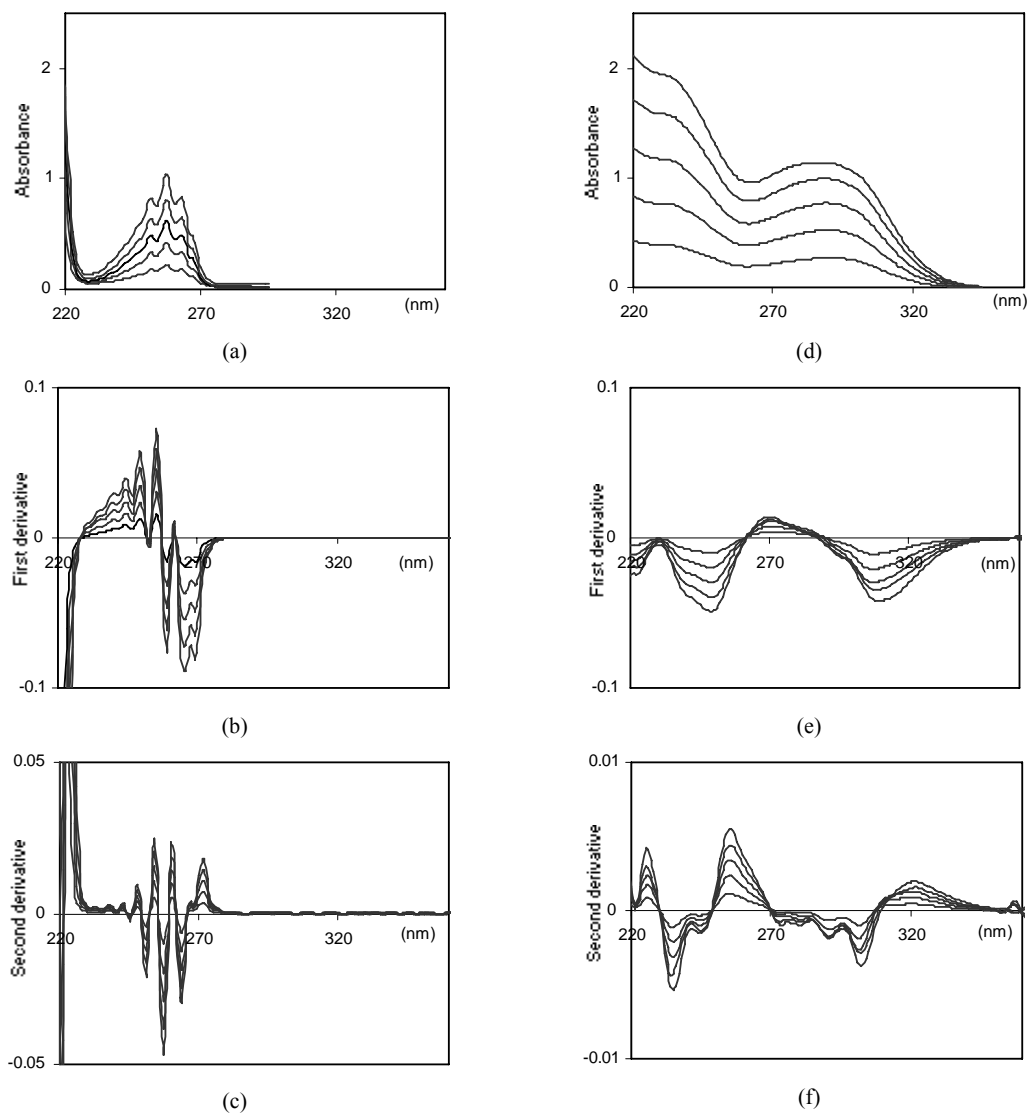 2
1
0
Absorbance
220
270
320
(nm)
(a)
2
1
0
Absorbance
220
270
320
(nm)
(d)
0.1
0
-0.1
First derivative
220
270
320
(nm)
(b)
0.1
0
-0.1
First derivative
220
270
320
(nm)
(e)
0.05
0
-0.05
Second derivative
220
270
320
(nm)
(c)
0.01
0
-0.01
Second derivative
220
270
320
(nm)
(f)